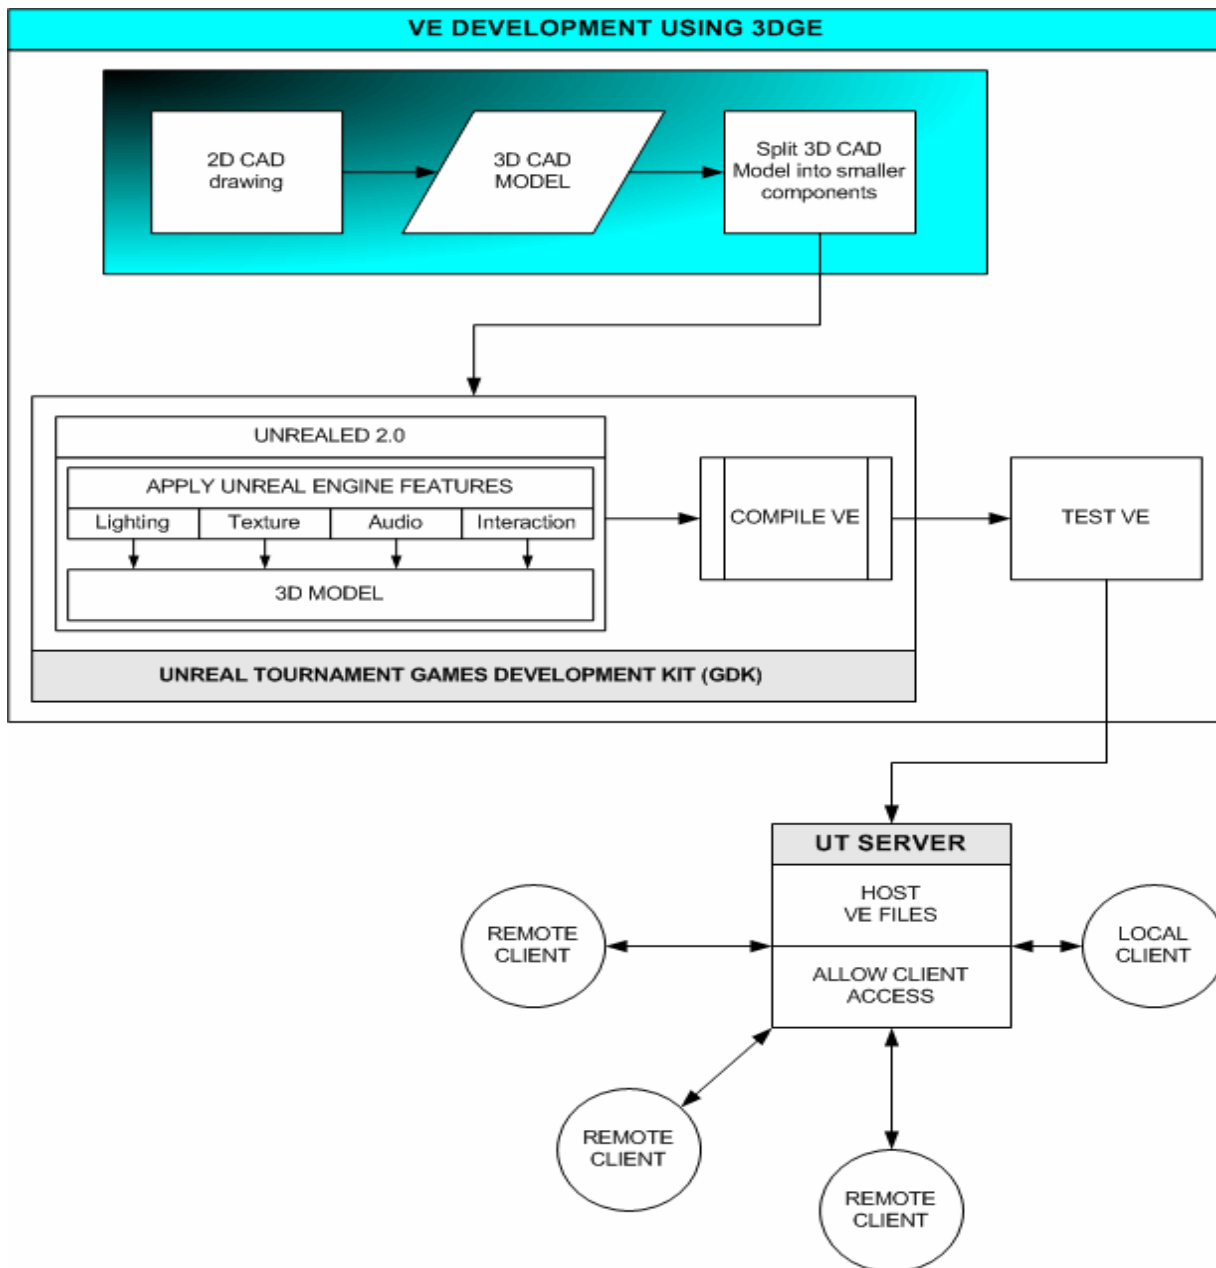 VE DEVELOPMENT USING 3DGE
2D CAD
drawing
3D CAD
MODEL
Split 3D CAD
Model into smaller
components
UNREALED 2.0
APPLY UNREAL ENGINE FEATURES
Lighting
Texture
Audio
Interaction
3D MODEL
COMPILE VE
TEST VE
UNREAL TOURNAMENT GAMES DEVELOPMENT KIT (GDK)
UT SERVER
HOST
VE FILES
ALLOW CLIENT
ACCESS
REMOTE
CLIENT
LOCAL
CLIENT
REMOTE
CLIENT
REMOTE
CLIENT